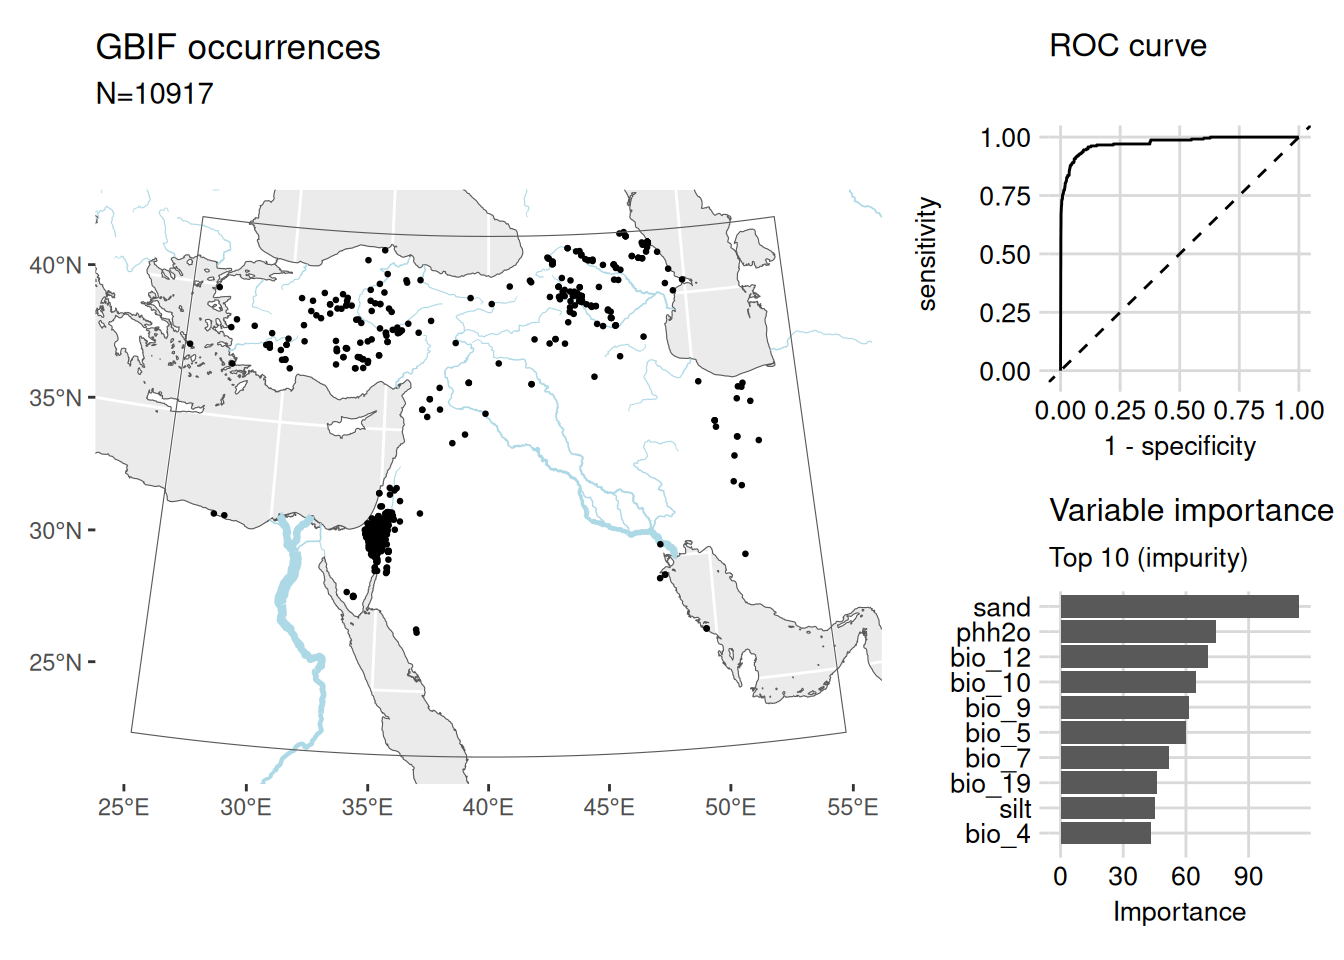 GBIF occurrences
N=10917
40°N
35°N
30°N
25°N
25°E 30°E 35°E 40°E 45°E 50°E 55°E
ROC curve
sensitivity
1.00
0.75
0.50
0.25
0.00
0.00 0.25 0.50 0.75 1.00
1 - specificity
Variable importance
Top 10 (impurity)
sand
phh2o
bio_12
bio_10
bio_9
bio_5
bio_7
bio_19
silt
bio_4
0 30 60 90
Importance